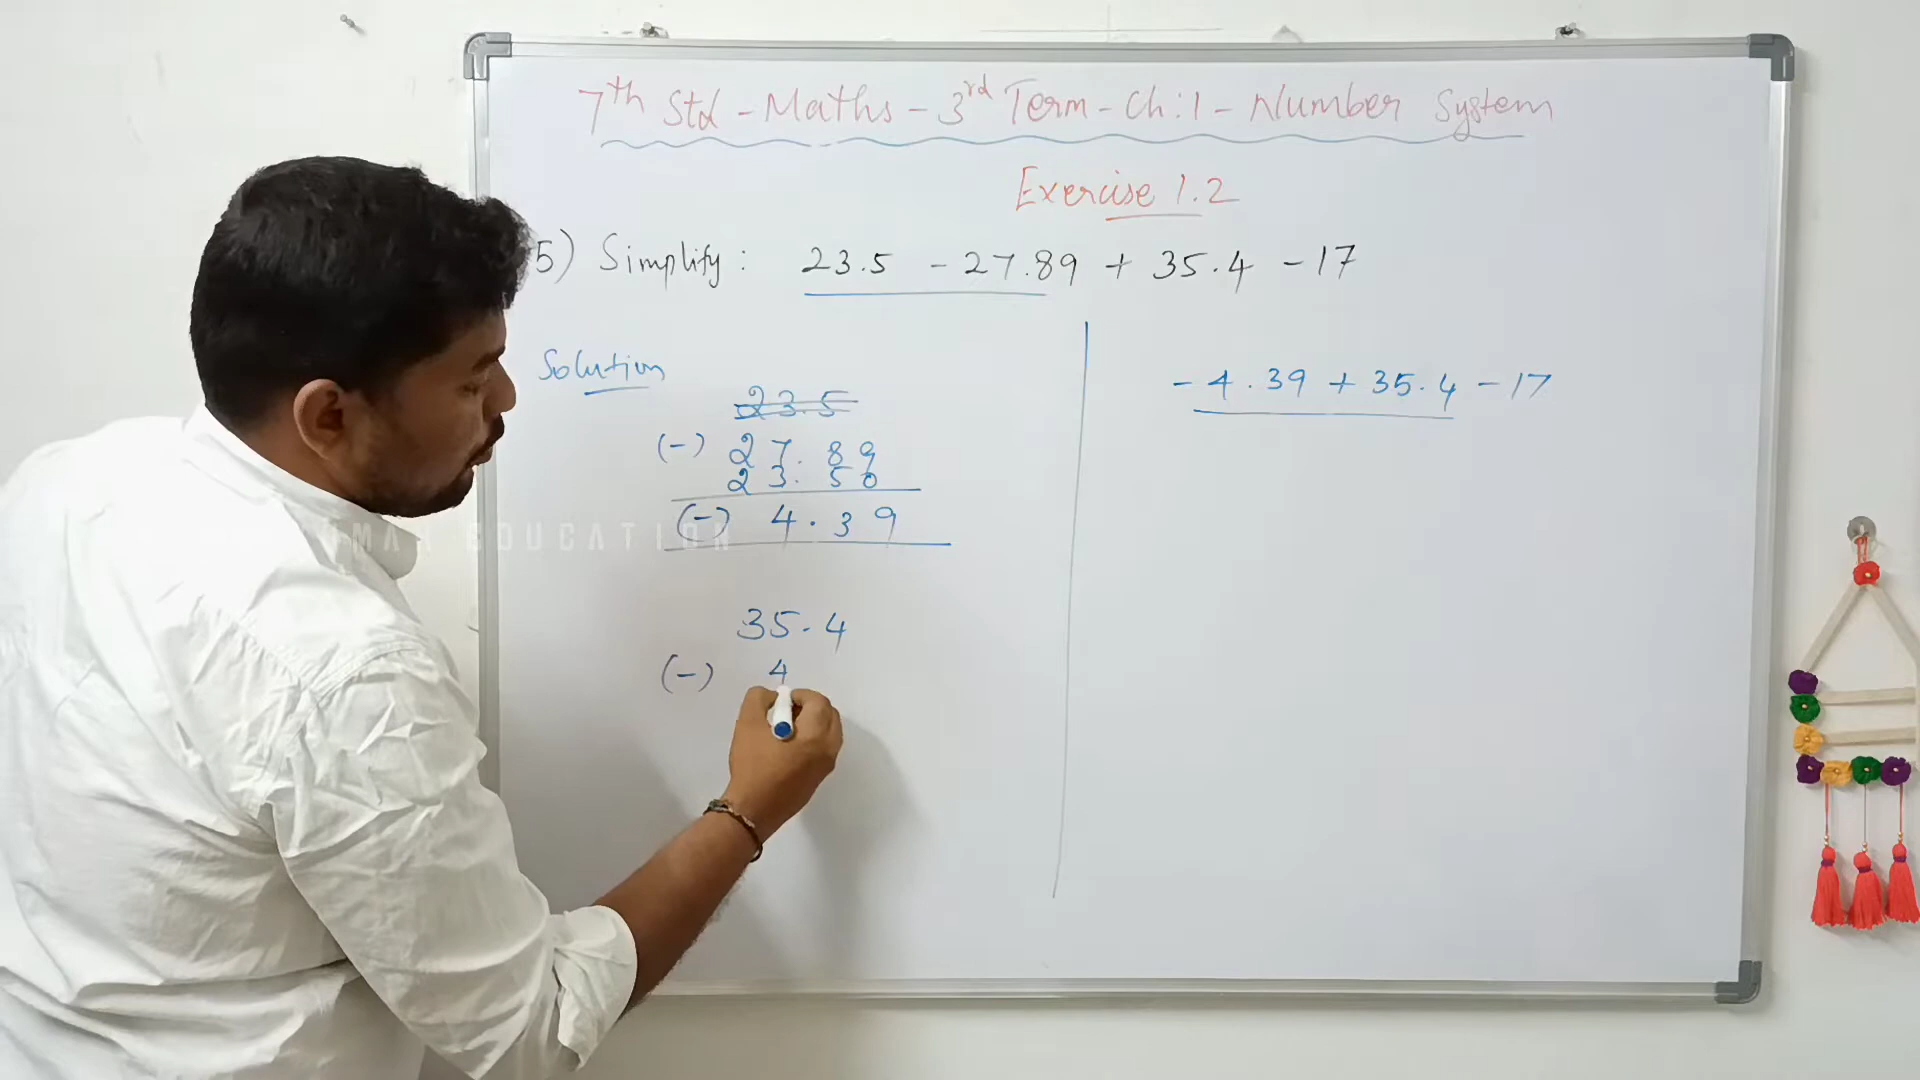 7th Std - Maths - 3rd Term - Ch:1 - Number System
Exercise 1.2
5) Simplify: 23.5 - 27.89 + 35.4 - 17
Solution
23.5
(-) 27.89
23.50
(-) 4.39
35.4
(-) 4
- 4.39 + 35.4 - 17
EDUCATION